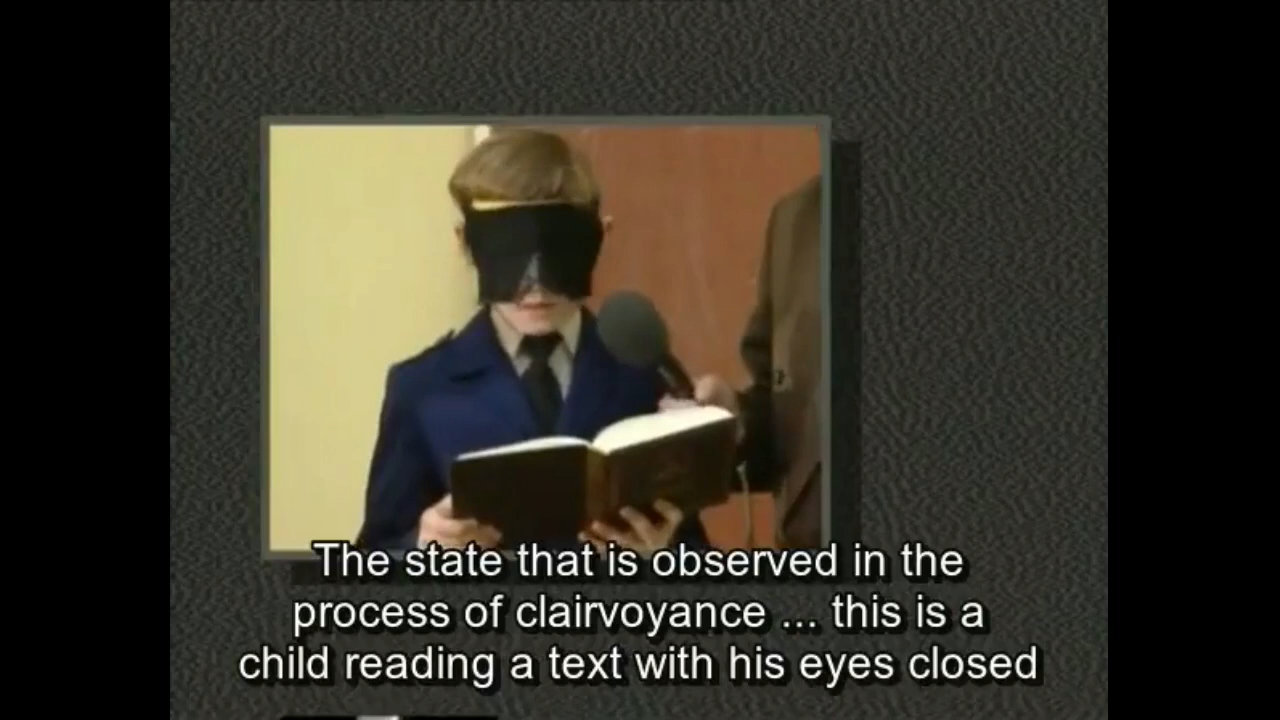 The state that is observed in the
process of clairvoyance ... this is a
child reading a text with his eyes closed